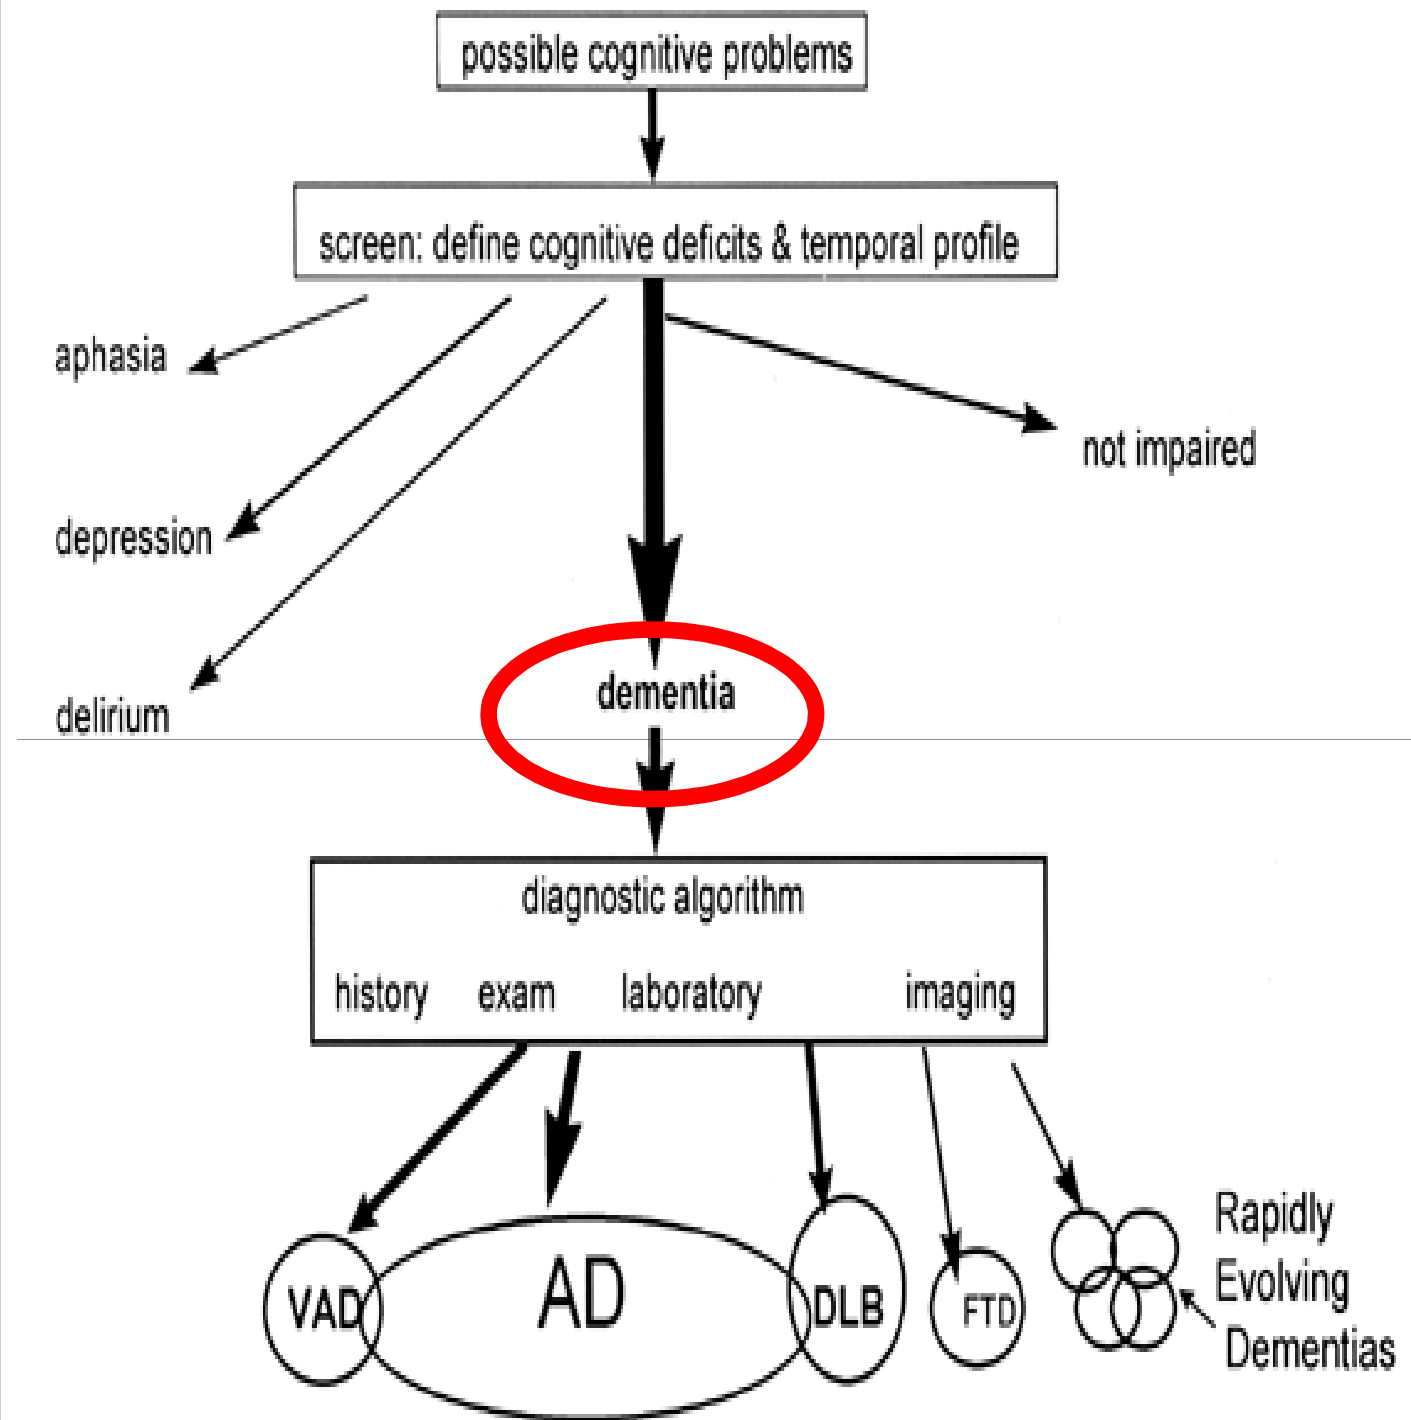 possible cognitive problems
screen: define cognitive deficits & temporal profile
aphasia
not impaired
depression
dementia
delirium
diagnostic algorithm
history exam laboratory imaging
VAD
AD
DLB
FTD
Rapidly
Evolving
Dementias